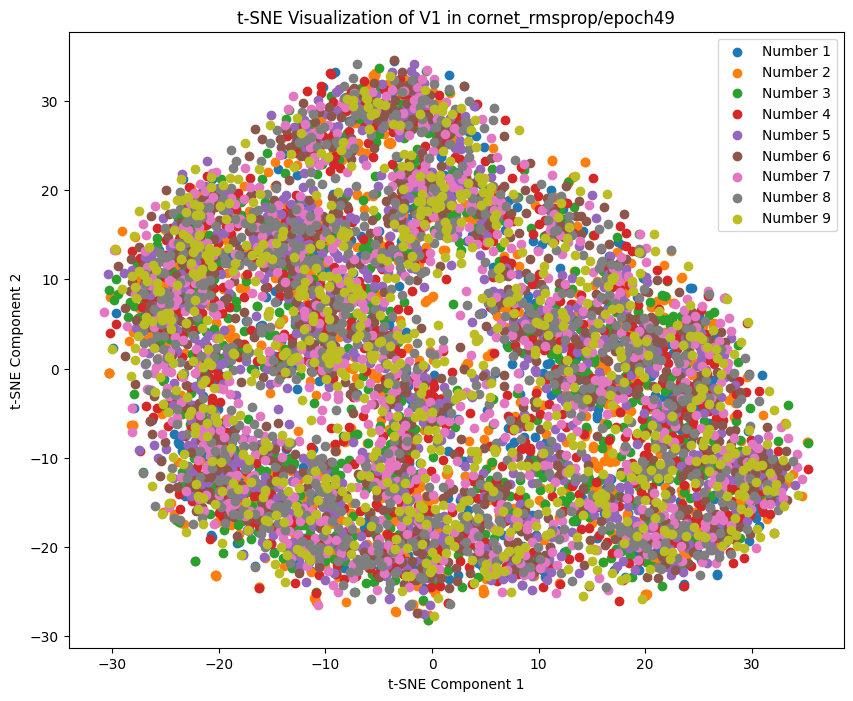 t-SNE Visualization of V1 in cornet_rmsprop/epoch49
Number 1
Number 2
Number 3
Number 4
Number 5
Number 6
Number 7
Number 8
Number 9
30
20
10
0
−10
−20
−30
t-SNE Component 2
−30
−20
−10
0
10
20
30
t-SNE Component 1